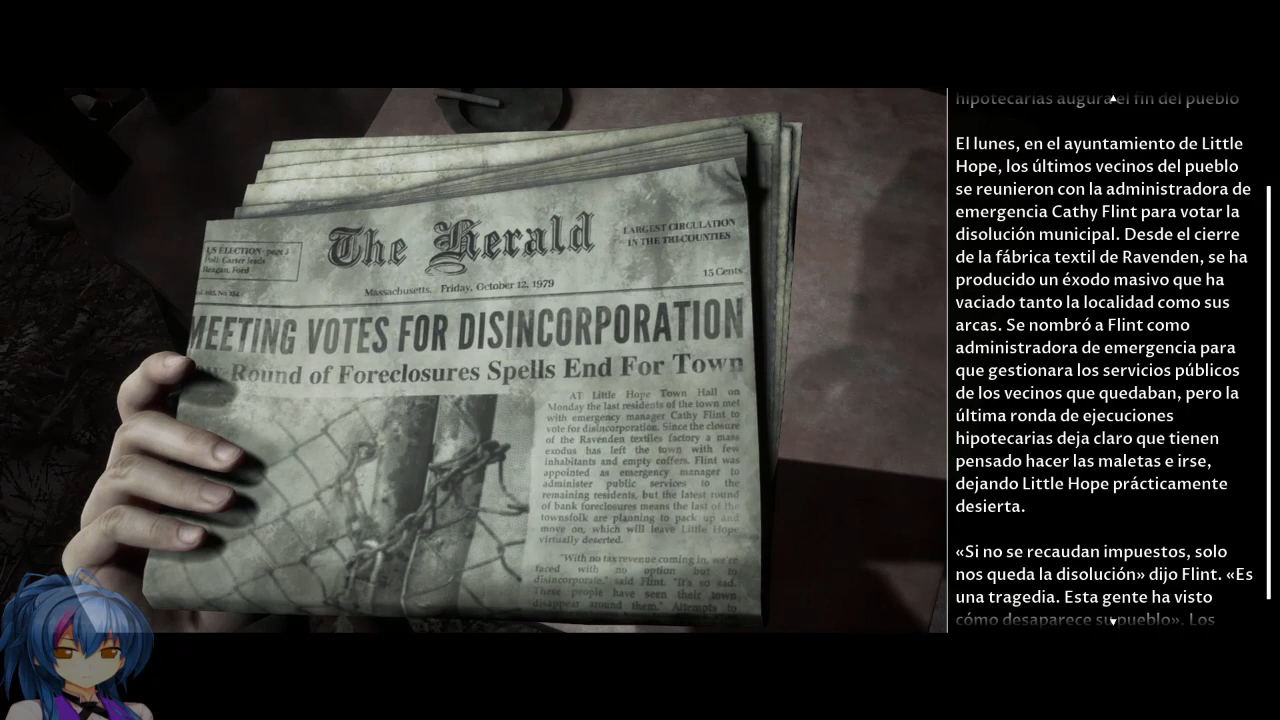 The Herald
US ELECTION - page 3
Poll: Carter leads
Reagan, Ford
LARGEST CIRCULATION
IN THE TRI-COUNTIES
15 Cents
Massachusetts, Friday, October 12, 1979
MEETING VOTES FOR DISINCORPORATION
Round of Foreclosures Spells End For Town
AT Little Hope Town Hall on
Monday the last residents of the town met
with emergency manager Cathy Flint to
vote for disincorporation. Since the closure
of the Ravenden textiles factory a mass
exodus has left the town with few
inhabitants and empty coffers. Flint was
appointed as emergency manager to
administer public services to the
remaining residents, but the latest round
of bank foreclosures means the last of the
townsfolk are planning to pack up and
move on, which will leave Little Hope
virtually deserted.
"With no tax revenue coming in, we're
faced with no option but to
disincorporate," said Flint. "It's so sad.
These people have seen their town
disappear around them." Attempts to
hipotecarias augura el fin del pueblo
El lunes, en el ayuntamiento de Little
Hope, los últimos vecinos del pueblo
se reunieron con la administradora de
emergencia Cathy Flint para votar la
disolución municipal. Desde el cierre
de la fábrica textil de Ravenden, se ha
producido un éxodo masivo que ha
vaciado tanto la localidad como sus
arcas. Se nombró a Flint como
administradora de emergencia para
que gestionara los servicios públicos
de los vecinos que quedaban, pero la
última ronda de ejecuciones
hipotecarias deja claro que tienen
pensado hacer las maletas e irse,
dejando Little Hope prácticamente
desierta.
«Si no se recaudan impuestos, solo
nos queda la disolución» dijo Flint. «Es
una tragedia. Esta gente ha visto
cómo desaparece su pueblo». Los